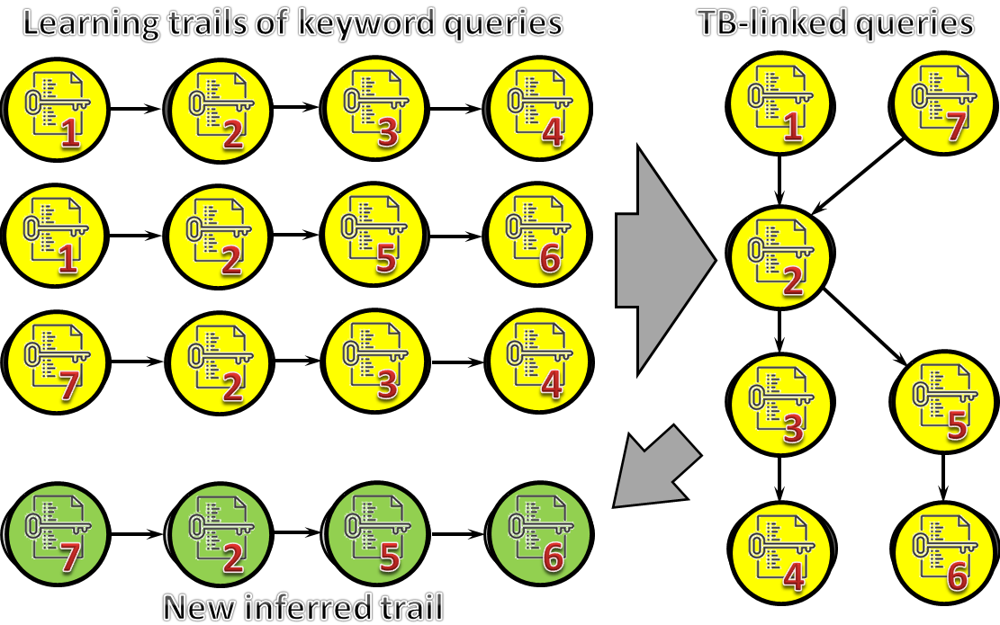 Learning trails of keyword queries
TB-linked queries
1 2 3 4
1 2 5 6
7 2 3 4
1 7
2
3 5
4 6
7 2 5 6
New inferred trail